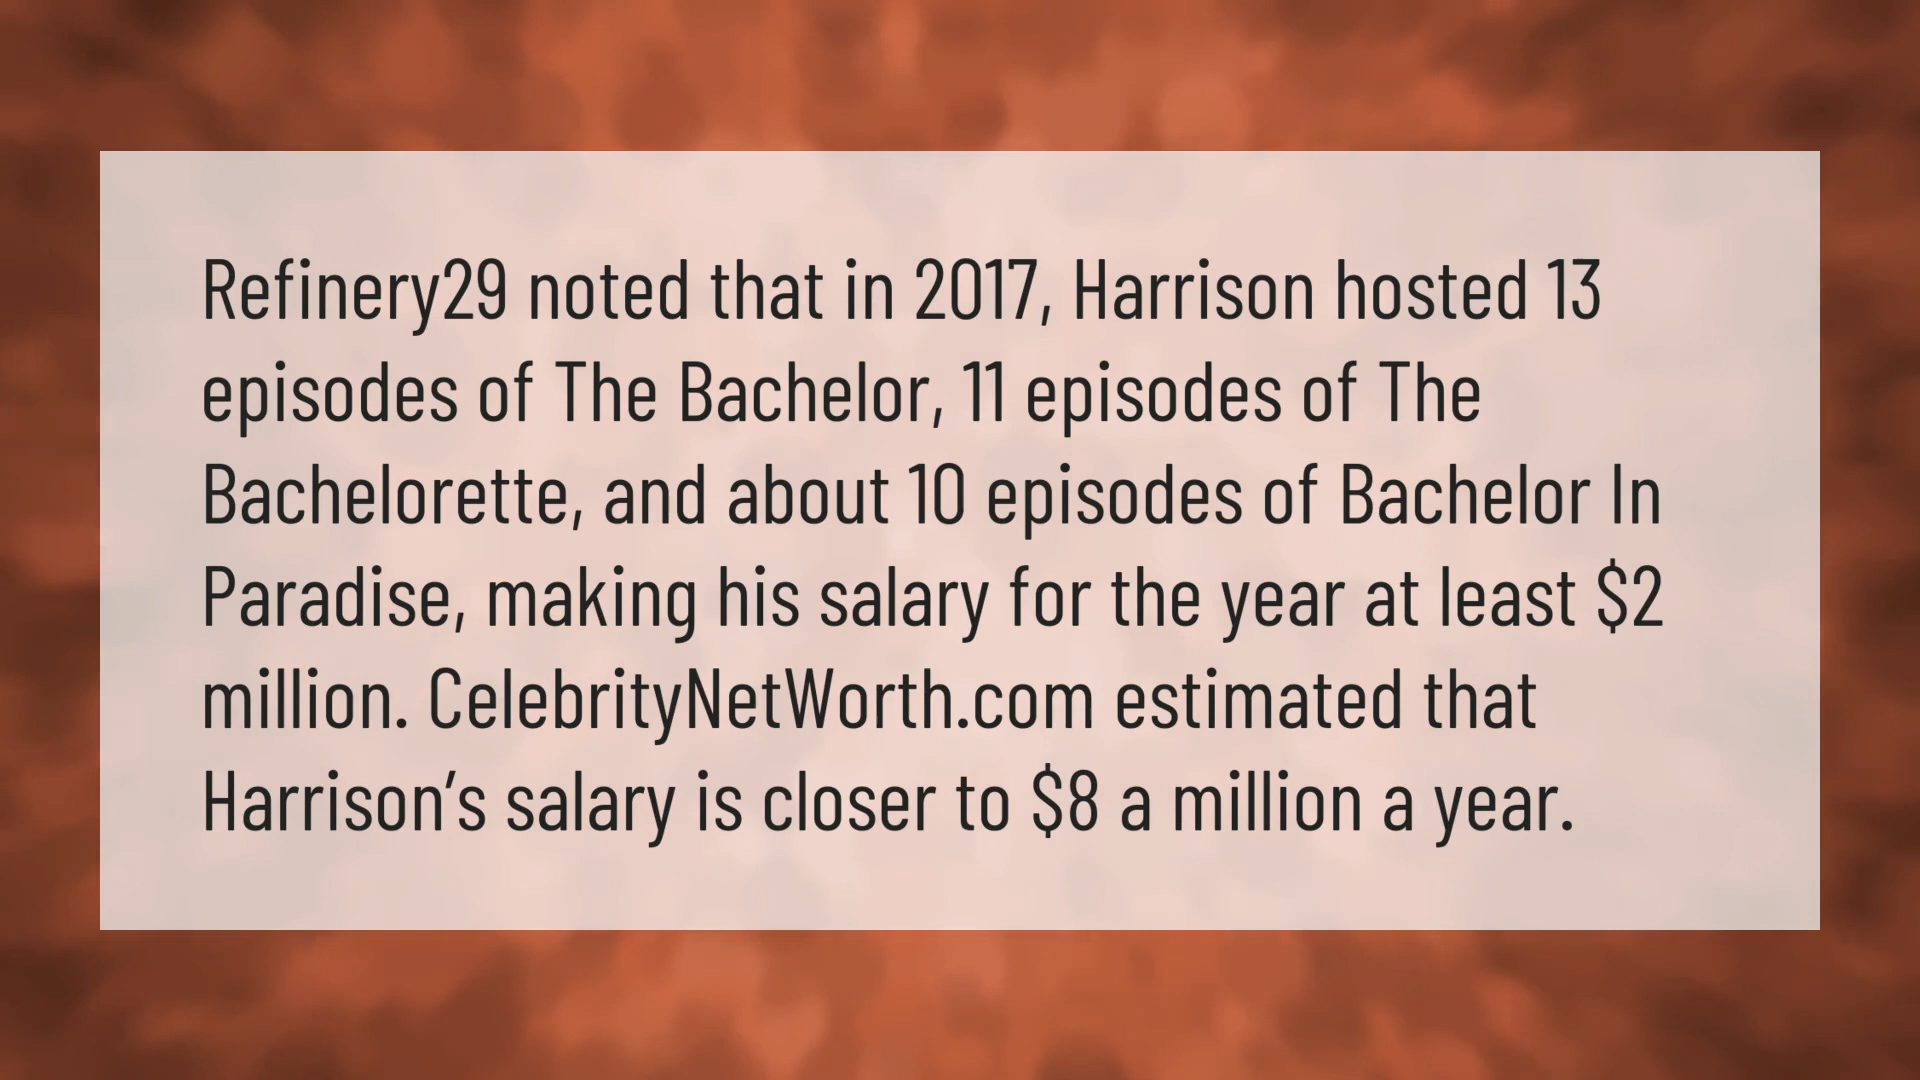 Refinery29 noted that in 2017, Harrison hosted 13
episodes of The Bachelor, 11 episodes of The
Bachelorette, and about 10 episodes of Bachelor In
Paradise, making his salary for the year at least $2
million. CelebrityNetWorth.com estimated that
Harrison’s salary is closer to $8 a million a year.